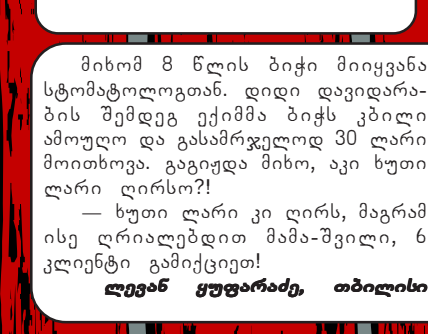 მიხომ 8 წლის ბიჭი მიიყვანა
სტომატოლოგთან. დიდი დავიდარა-
ბის შემდეგ ექიმმა ბიჭს კბილი
ამოუღო და გასამრჯელოდ 30 ლარი
მოითხოვა. გაგიჟდა მიხო, აკი ხუთი
ლარი ღირსო?!
— ხუთი ლარი კი ღირს, მაგრამ
ისე ღრიალებდით მამა-შვილი, 6
კლიენტი გამიქციეთ!
ლევან ყუფარაძე, თბილისი